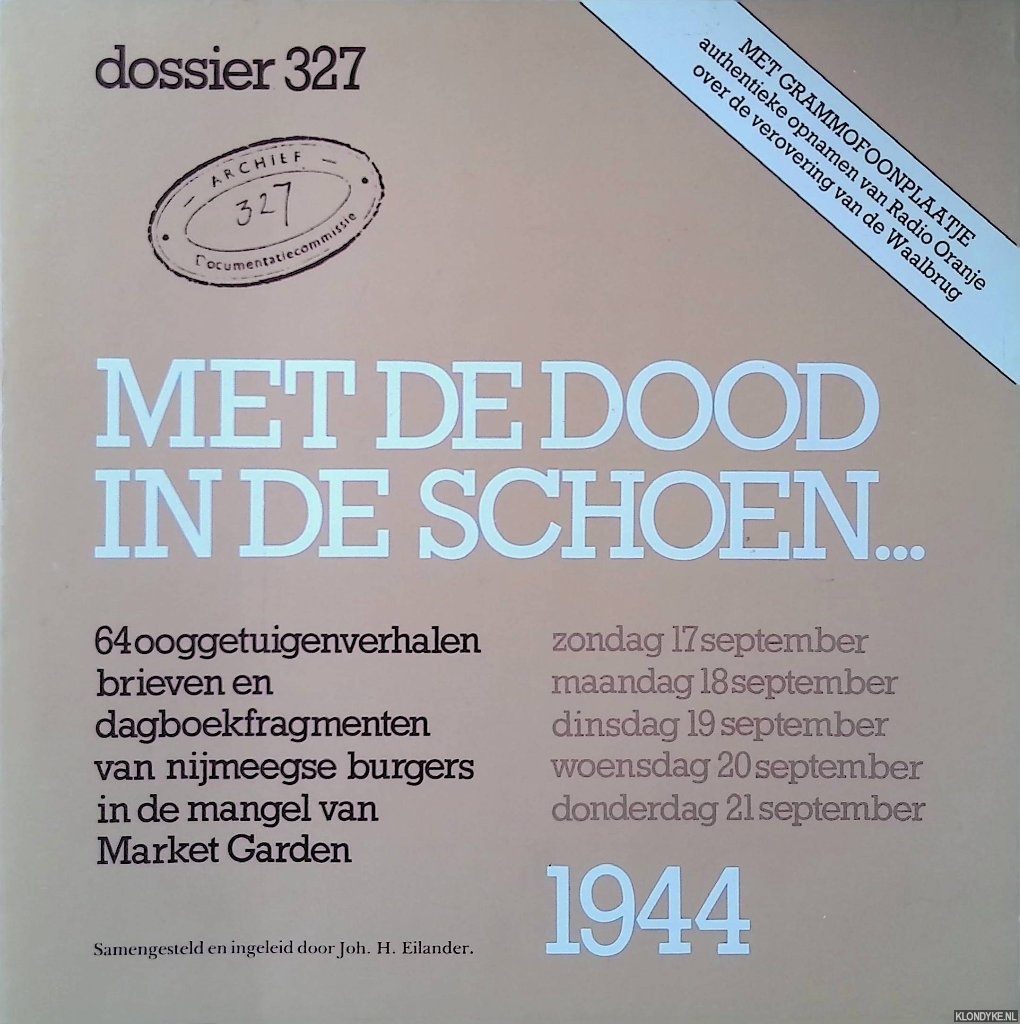 dossier 327
MET GRAMMOFOONPLAATJE
authentieke opnamen van Radio Oranje
over de verovering van de Waalbrug
— ARCHIEF —
327
Documentatiecommissie
MET DE DOOD
IN DE SCHOEN...
64 ooggetuigenverhalen
brieven en
dagboekfragmenten
van nijmeegse burgers
in de mangel van
Market Garden
zondag 17 september
maandag 18 september
dinsdag 19 september
woensdag 20 september
donderdag 21 september
1944
Samengesteld en ingeleid door Joh. H. Eilander.
KLONDYKE.NL